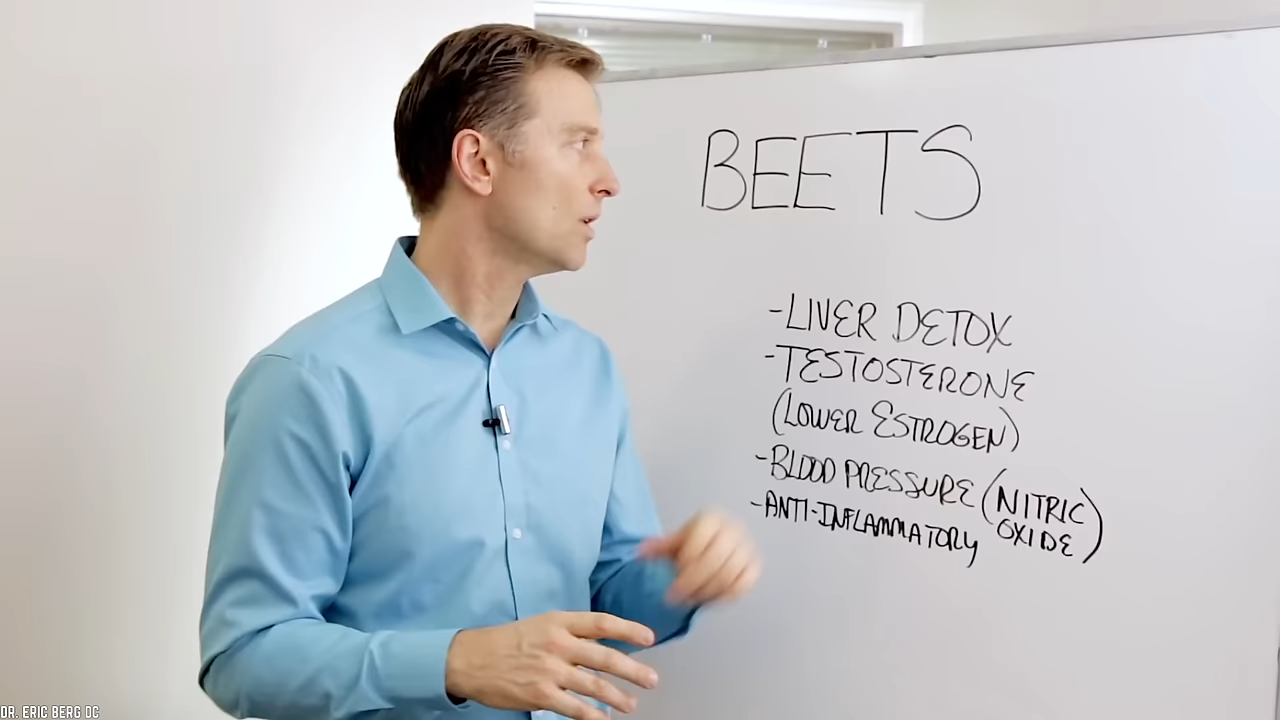 BEETS
-LIVER DETOX
-TESTOSTERONE
(LOWER ESTROGEN)
-BLOOD PRESSURE (NITRIC
OXIDE)
-ANTI-INFLAMMATORY
DR. ERIC BERG DC